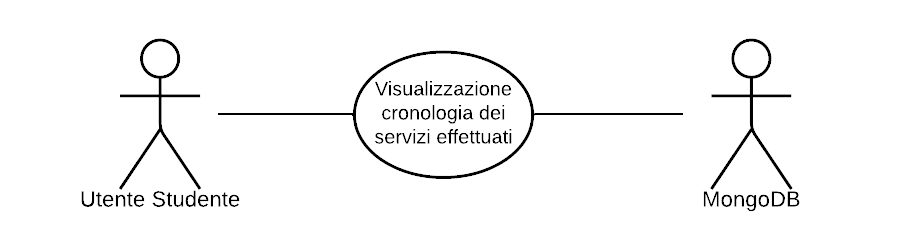 Visualizzazione
cronologia dei
servizi effettuati
Utente Studente
MongoDB